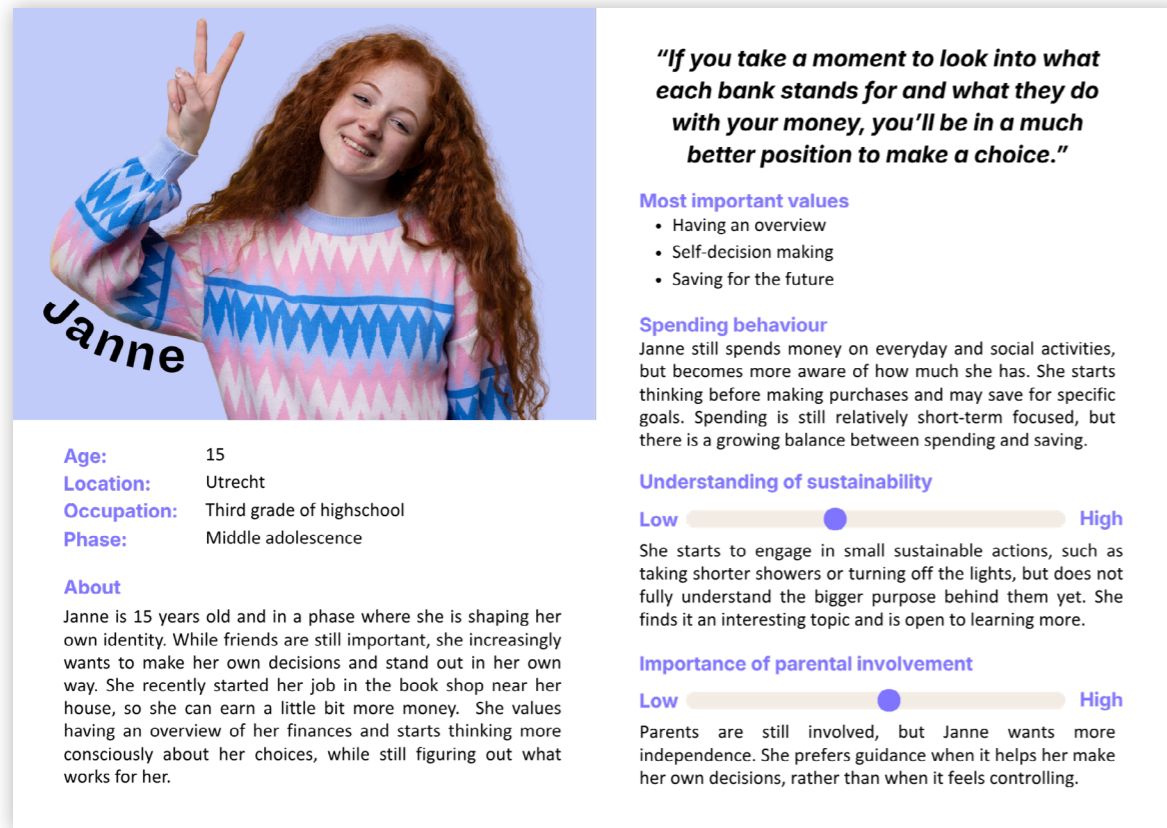 Janne
Age: 15
Location: Utrecht
Occupation: Third grade of highschool
Phase: Middle adolescence
About
Janne is 15 years old and in a phase where she is shaping her
own identity. While friends are still important, she increasingly
wants to make her own decisions and stand out in her own
way. She recently started her job in the book shop near her
house, so she can earn a little bit more money.  She values
having an overview of her finances and starts thinking more
consciously about her choices, while still figuring out what
works for her.
“If you take a moment to look into what
each bank stands for and what they do
with your money, you’ll be in a much
better position to make a choice.”
Most important values
• Having an overview
• Self-decision making
• Saving for the future
Spending behaviour
Janne still spends money on everyday and social activities,
but becomes more aware of how much she has. She starts
thinking before making purchases and may save for specific
goals. Spending is still relatively short-term focused, but
there is a growing balance between spending and saving.
Understanding of sustainability
Low High
She starts to engage in small sustainable actions, such as
taking shorter showers or turning off the lights, but does not
fully understand the bigger purpose behind them yet. She
finds it an interesting topic and is open to learning more.
Importance of parental involvement
Low High
Parents are still involved, but Janne wants more
independence. She prefers guidance when it helps her make
her own decisions, rather than when it feels controlling.